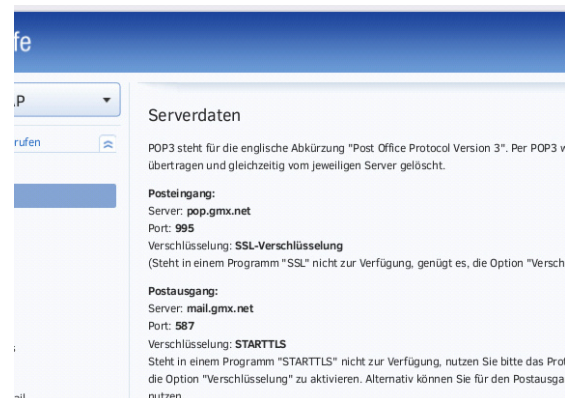 fe
.P
rufen
Serverdaten
POP3 steht für die englische Abkürzung "Post Office Protocol Version 3". Per POP3 w
übertragen und gleichzeitig vom jeweiligen Server gelöscht.
Posteingang:
Server: pop.gmx.net
Port: 995
Verschlüsselung: SSL-Verschlüsselung
(Steht in einem Programm "SSL" nicht zur Verfügung, genügt es, die Option "Versch
Postausgang:
Server: mail.gmx.net
Port: 587
Verschlüsselung: STARTTLS
Steht in einem Programm "STARTTLS" nicht zur Verfügung, nutzen Sie bitte das Prot
die Option "Verschlüsselung" zu aktivieren. Alternativ können Sie für den Postausga
nutzen